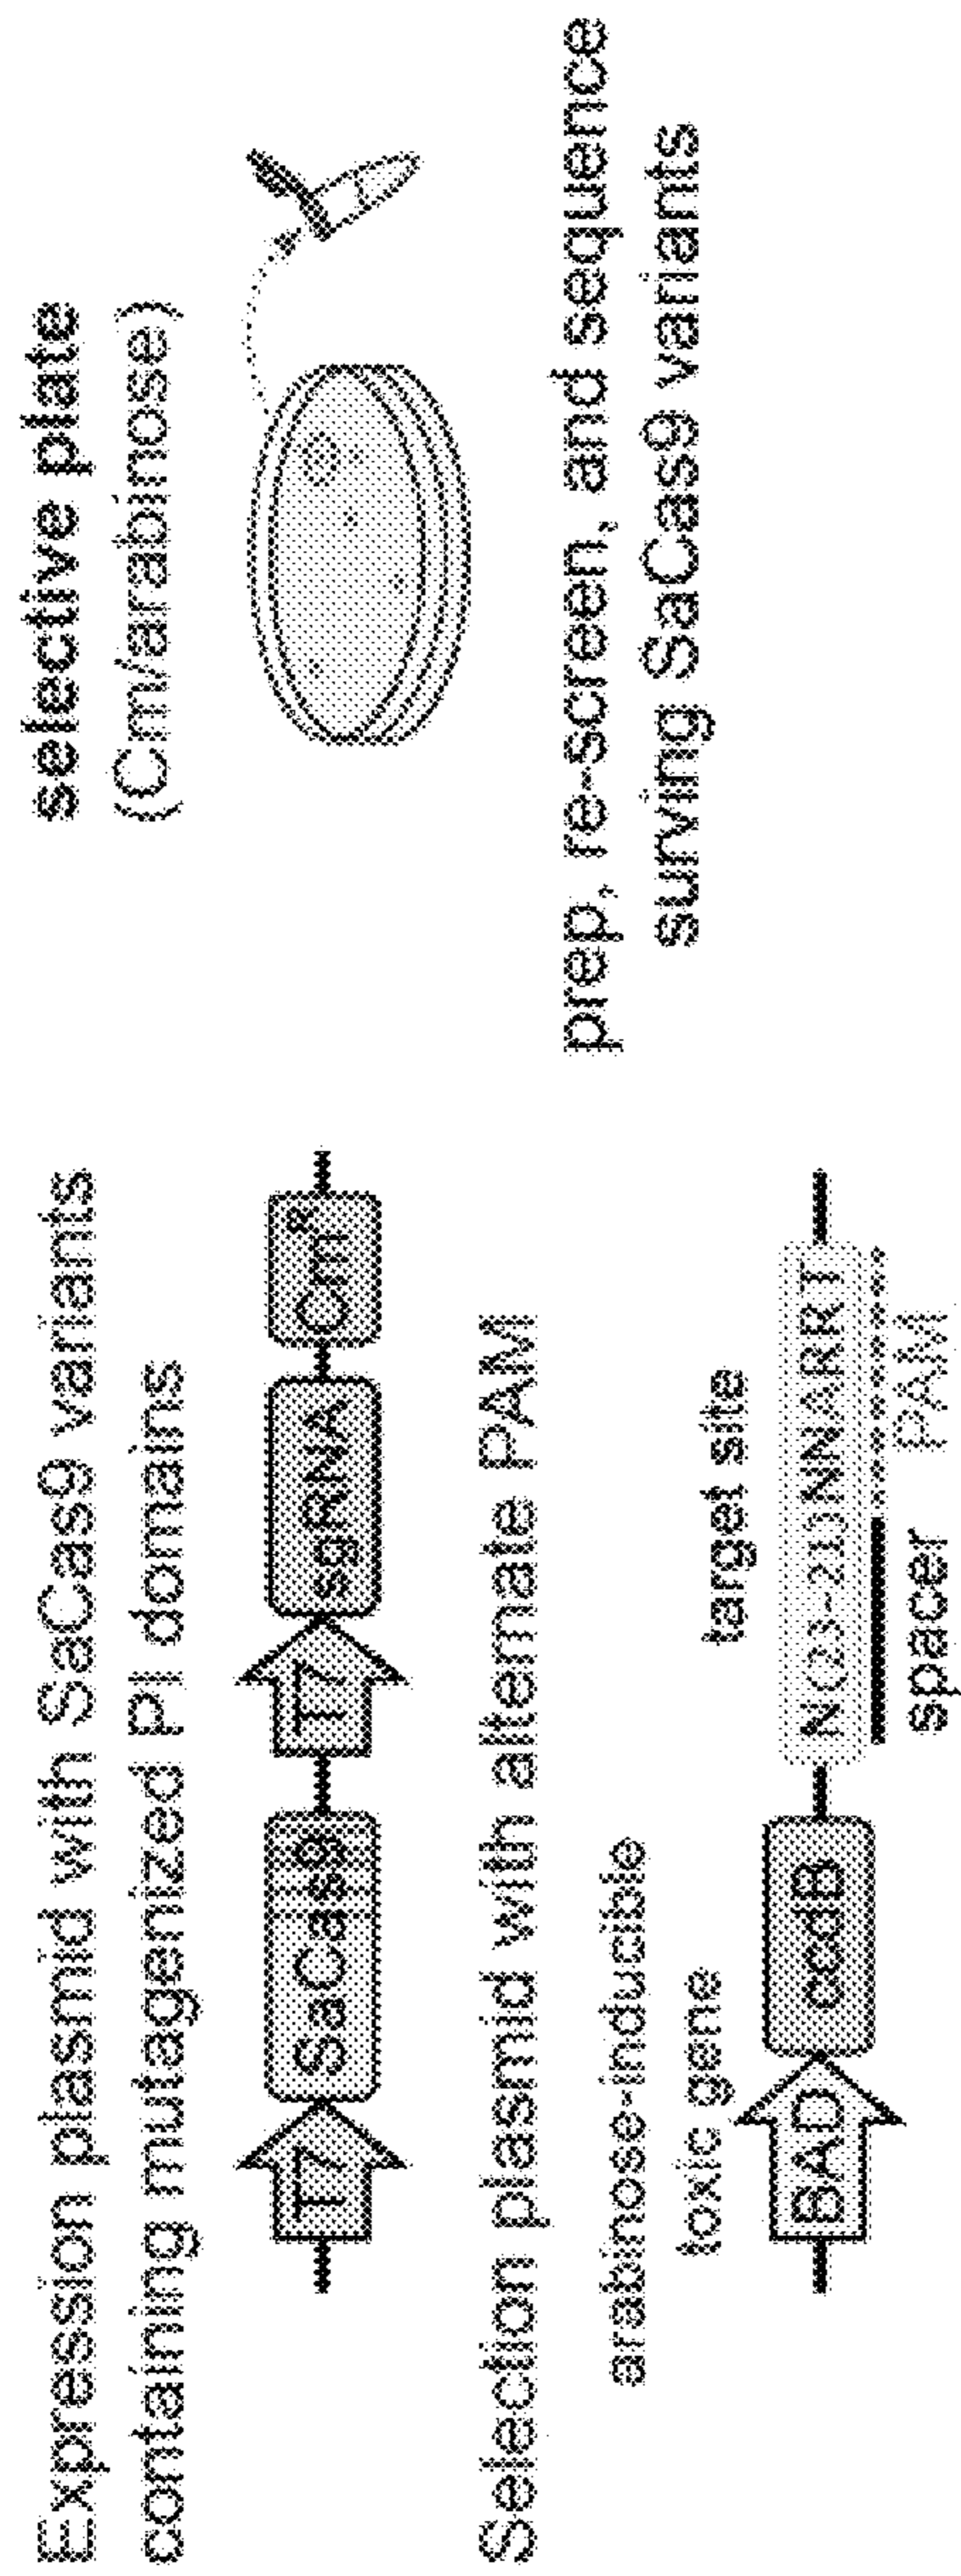 Expression plasmid with SaCas9 variants
containing mutagenized PI domains
T7 SaCas9 T7 sgRNA CmR
Selection plasmid with alternate PAM
arabinose-inducible
toxic gene
target site
BAD ccdB N(23-21)NNARRT
spacer PAM
selective plate
(Cm/arabinose)
prep, re-screen, and sequence
surving SaCas9 variants